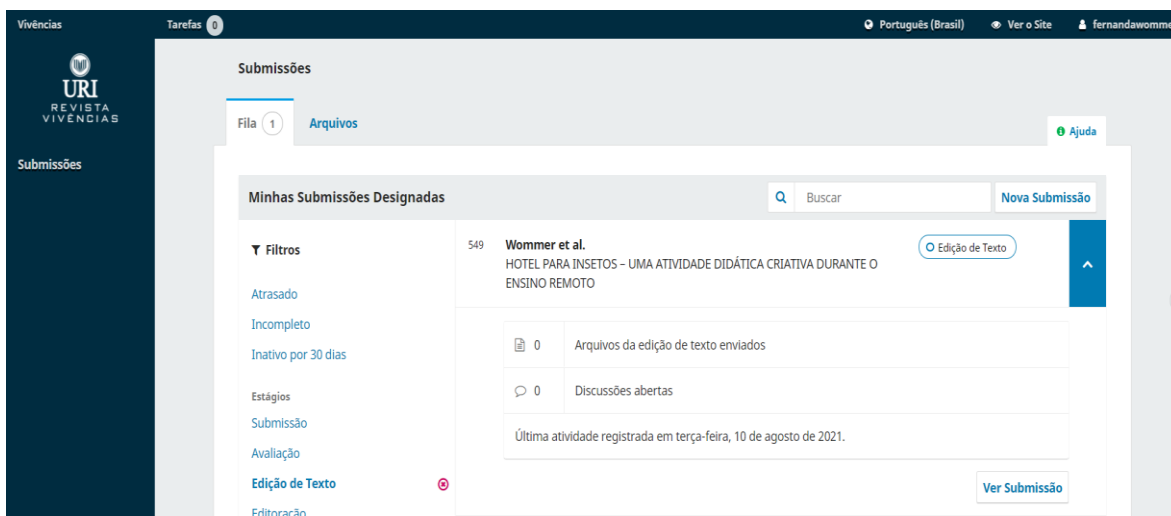 Vivências Tarefas 0 Português (Brasil) Ver o Site fernandawomme
URI
REVISTA
VIVÊNCIAS
Submissões
Submissões
Fila 1 Arquivos
Ajuda
Minhas Submissões Designadas Buscar Nova Submissão
Filtros
Atrasado
Incompleto
Inativo por 30 dias
Estágios
Submissão
Avaliação
Edição de Texto
Editoração
549 Wommer et al. Edição de Texto
HOTEL PARA INSETOS – UMA ATIVIDADE DIDÁTICA CRIATIVA DURANTE O
ENSINO REMOTO
0 Arquivos da edição de texto enviados
0 Discussões abertas
Última atividade registrada em terça-feira, 10 de agosto de 2021.
Ver Submissão